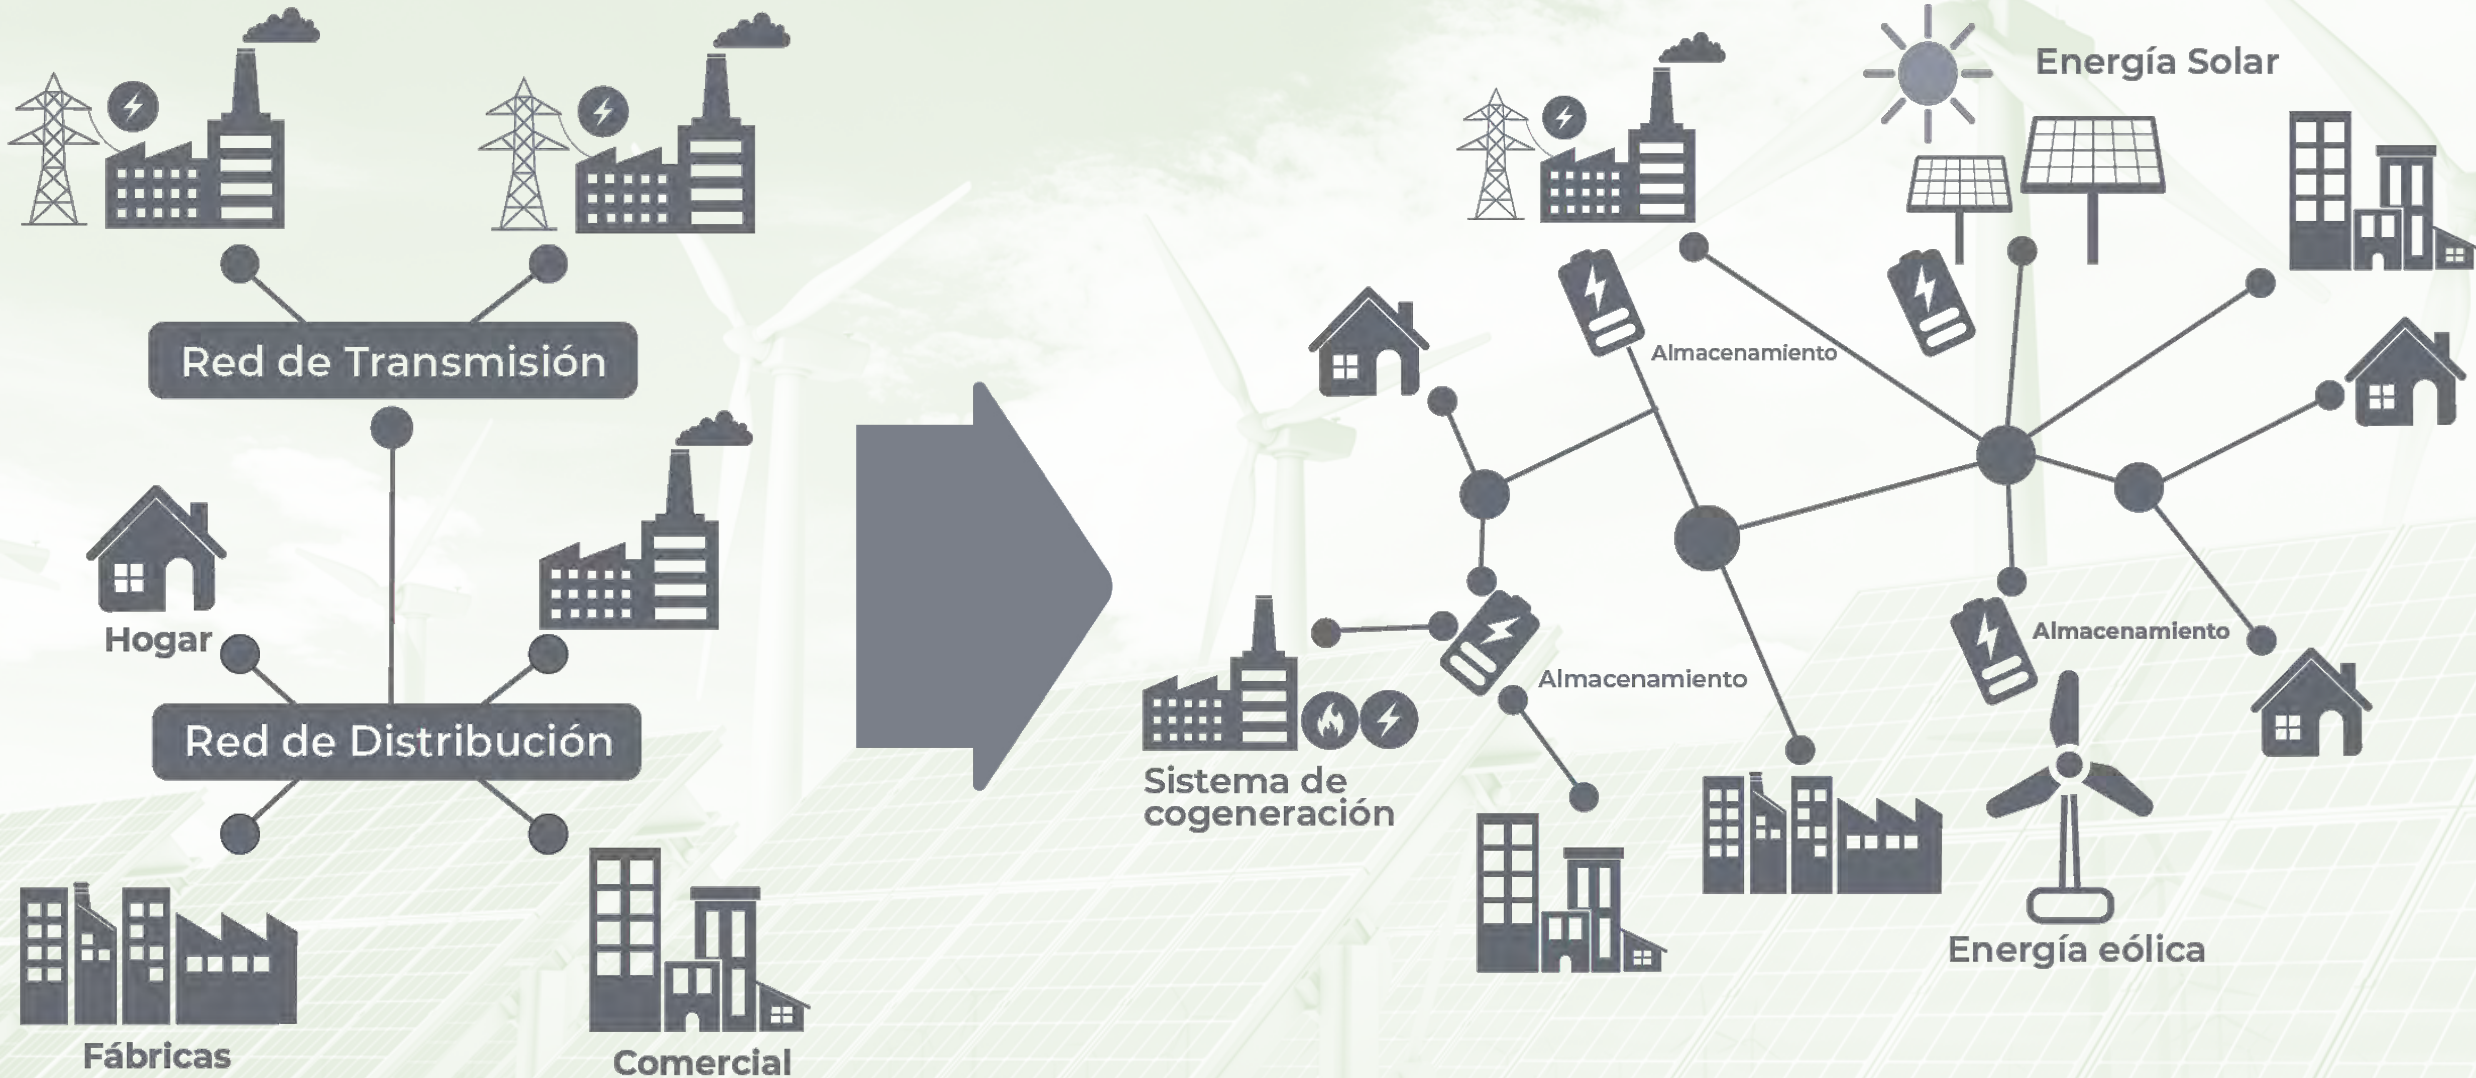 Red de Transmisión
Hogar
Red de Distribución
Fábricas
Comercial
Energía Solar
Almacenamiento
Almacenamiento
Almacenamiento
Sistema de
cogeneración
Energía eólica